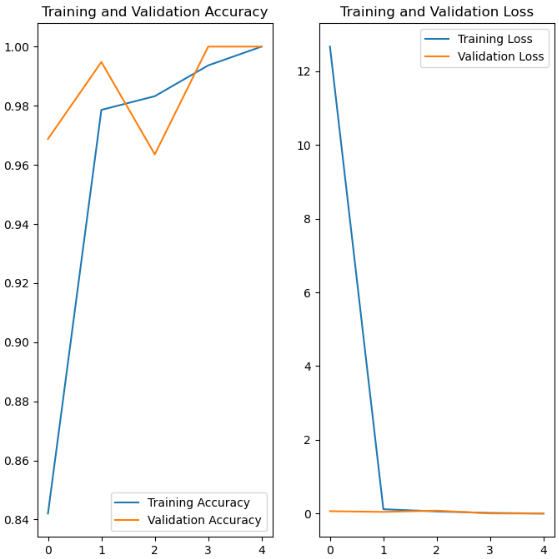 Training and Validation Accuracy
1.00
0.98
0.96
0.94
0.92
0.90
0.88
0.86
0.84
Training Accuracy
Validation Accuracy
0 1 2 3 4
Training and Validation Loss
Training Loss
Validation Loss
12
10
8
6
4
2
0
0 1 2 3 4